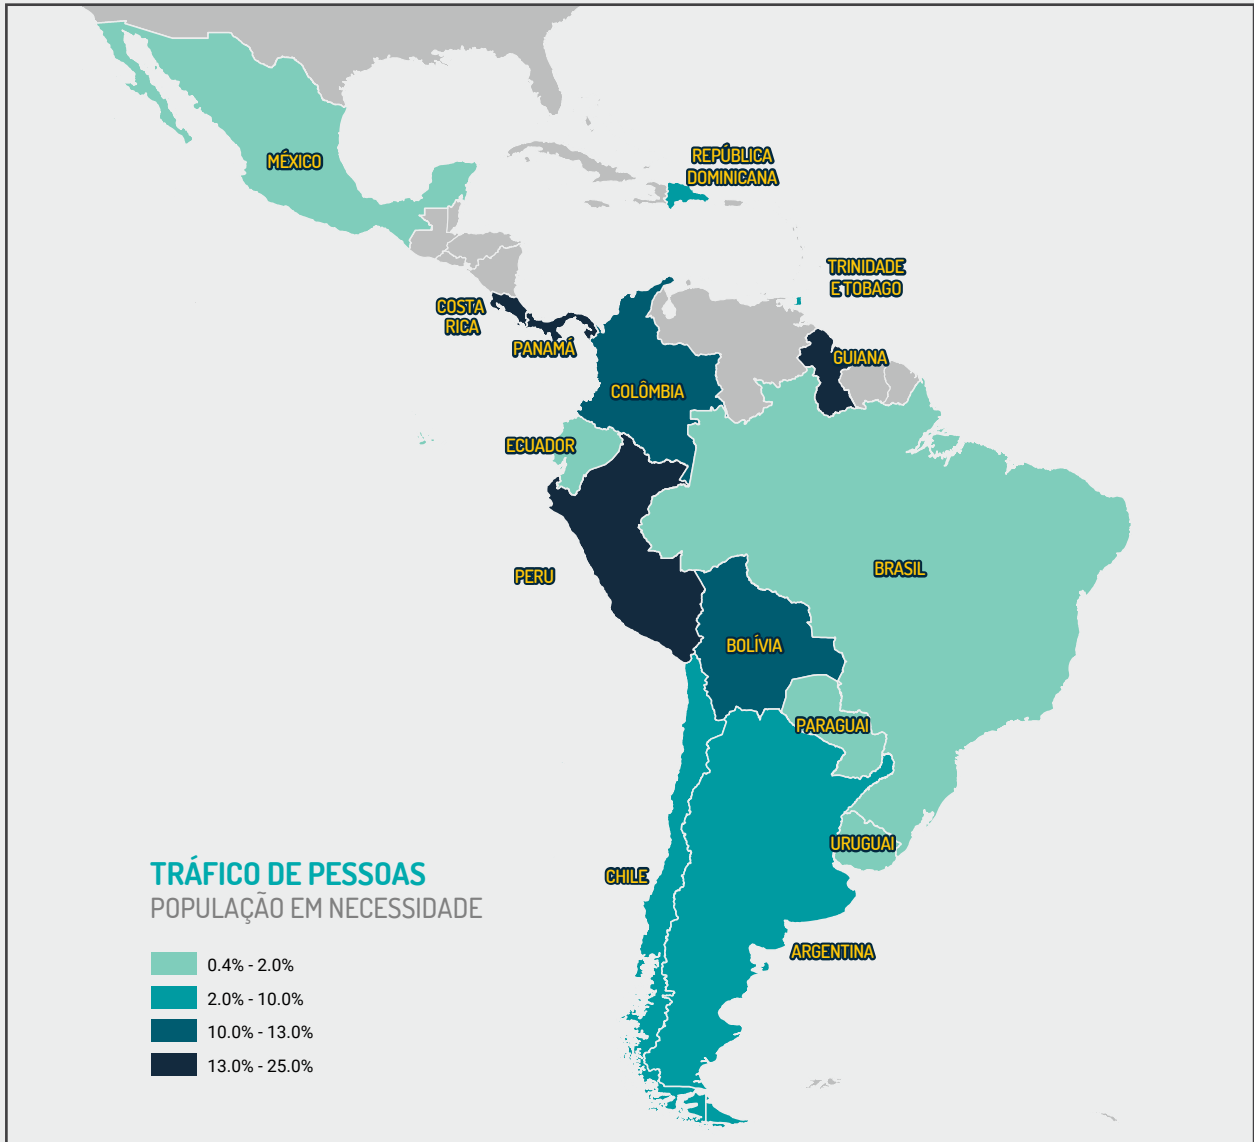 MÉXICO
REPÚBLICA
DOMINICANA
TRINIDADE
E TOBAGO
COSTA
RICA
PANAMÁ
GUIANA
COLÔMBIA
ECUADOR
PERU
BRASIL
BOLÍVIA
PARAGUAI
URUGUAI
CHILE
ARGENTINA
TRÁFICO DE PESSOAS
POPULAÇÃO EM NECESSIDADE
0.4% - 2.0%
2.0% - 10.0%
10.0% - 13.0%
13.0% - 25.0%